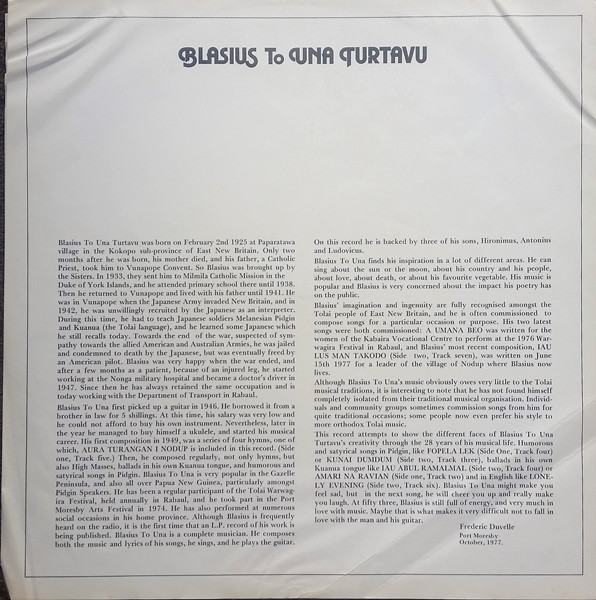 BLASIUS To UNA TURTAVU
Blasius To Una Turtavu was born on February 2nd 1925 at Paparatawa
village in the Kokopo sub-province of East New Britain. Only two
months after he was born, his mother died, and his father, a Catholic
Priest, took him to Vunapope Convent. So Blasius was brought up by
the Sisters. In 1933, they sent him to Milmila Catholic Mission in the
Duke of York Islands, and he attended primary school there until 1938.
Then he returned to Vunapope and lived with his father until 1941. He
was in Vunapope when the Japanese Army invaded New Britain, and in
1942, he was unwillingly recruited by the Japanese as an interpreter.
During this time, he had to teach Japanese soldiers Melanesian Pidgin
and Kuanua (the Tolai language), and he learned some Japanese which
he still recalls today. Towards the end of the war, suspected of sym-
pathy towards the allied American and Australian Armies, he was jailed
and condemned to death by the Japanese, but was eventually freed by
an American pilot. Blasius was very happy when the war ended, and
after a few months as a patient, because of an injured leg, he started
working at the Nonga military hospital and became a doctor's driver in
1947. Since then he has always retained the same occupation and is
today working with the Department of Transport in Rabaul.
Blasius To Una first picked up a guitar in 1946. He borrowed it from a
brother in law for 5 shillings. At this time, his salary was very low and
he could not afford to buy his own instrument. Nevertheless, later in
the year he managed to buy himself a ukulele, and started his musical
career. His first composition in 1949, was a series of four hymns, one of
which, AURA TURANGAN I NODUP is included in this record. (Side
one, Track five.) Then, he composed regularly, not only hymns, but
also High Masses, ballads in his own Kuanua tongue, and humorous and
satyrical songs in Pidgin. Blasius To Una is very popular in the Gazelle
Peninsula, and also all over Papua New Guinea, particularly amongst
Pidgin Speakers. He has been a regular participant of the Tolai Warwag-
ira Festival, held annually in Rabaul, and he took part in the Port
Moresby Arts Festival in 1974. He has also performed at numerous
social occasions in his home province. Although Blasius is frequently
heard on the radio, it is the first time that an L.P. record of his work is
being published. Blasius To Una is a complete musician. He composes
both the music and lyrics of his songs, he sings, and he plays the guitar.
On this record he is backed by three of his sons, Hironimus, Antonius
and Ludovicus.
Blasius To Una finds his inspiration in a lot of different areas. He can
sing about the sun or the moon, about his country and his people,
about love, about death, or about his favourite vegetable. His music is
popular and Blasius is very concerned about the impact his poetry has
on the public.
Blasius' imagination and ingenuity are fully recognised amongst the
Tolai people of East New Britain, and he is often commissioned to
compose songs for a particular occasion or purpose. His two latest
songs were both commissioned: A UMANA BEO was written for the
women of the Kabaira Vocational Centre to perform at the 1976 War-
wagira Festival in Rabaul, and Blasius' most recent composition, IAU
LUS MAN TAKODO (Side two, Track seven), was written on June
15th 1977 for a leader of the village of Nodup where Blasius now
lives.
Although Blasius To Una's music obviously owes very little to the Tolai
musical traditions, it is interesting to note that he has not found himself
completely isolated from their traditional musical organisation. Individ-
uals and community groups sometimes commission songs from him for
quite traditional occasions; some people now even prefer his style to
more orthodox Tolai music.
This record attempts to show the different faces of Blasius To Una
Turtavu's creativity through the 28 years of his musical life. Humorous
and satyrical songs in Pidgin, like FOPELA LEK (Side One, Track four)
or KUNAI DUMDUM (Side two, Track three), ballads in his own
Kuanua tongue like IAU ABUL RAMALMAL (Side two, Track four) or
AMARI NA RAVIAN (Side one, Track two) and in English like LONE-
LY EVENING (Side two, Track six). Blasius To Una might make you
feel sad, but in the next song, he will cheer you up and really make
you laugh. At fifty three, Blasius is still full of energy, and very much in
love with music. Maybe that is what makes it very difficult not to fall in
love with the man and his guitar.
Frederic Duvelle
Port Moresby
October, 1977.